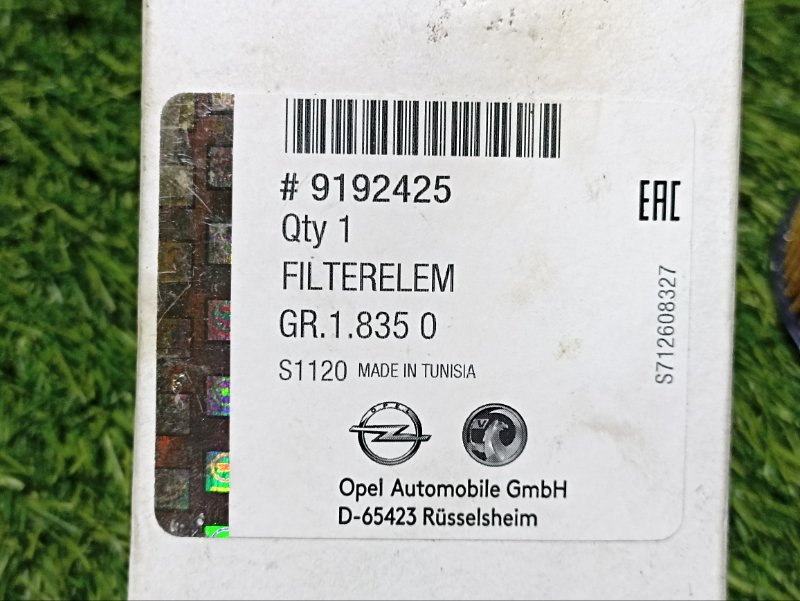 # 9192425
Qty 1
FILTERELEM
GR.1.835 0
S1120 MADE IN TUNISIA
EAC
S712608327
OPEL
Opel Automobile GmbH
D-65423 Rüsselsheim